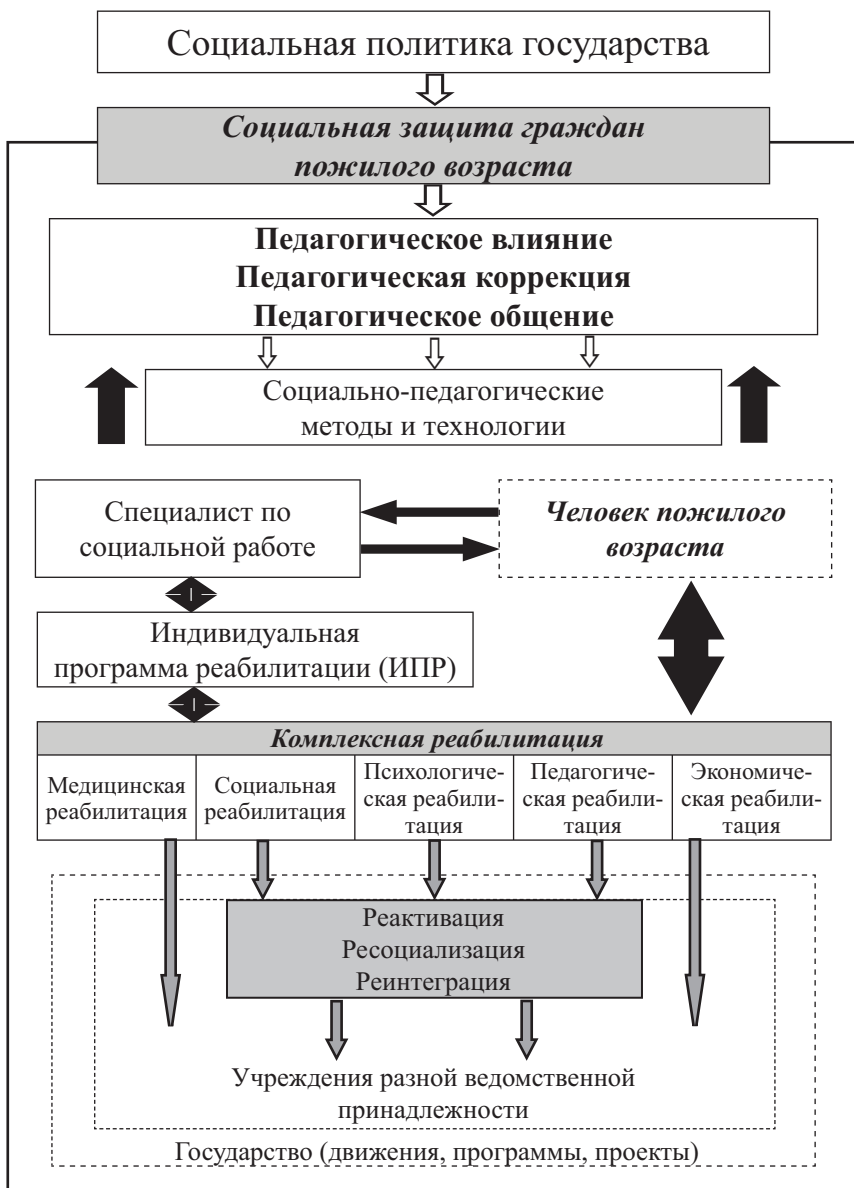 Социальная политика государства
Социальная защита граждан
пожилого возраста
Педагогическое влияние
Педагогическая коррекция
Педагогическое общение
Социально-педагогические
методы и технологии
Специалист по
социальной работе
Человек пожилого
возраста
Индивидуальная
программа реабилитации (ИПР)
Комплексная реабилитация
Медицинская
реабилитация
Социальная
реабилитация
Психологиче-
ская реабили-
тация
Педагогиче-
ская реабили-
тация
Экономиче-
ская реабили-
тация
Реактивация
Ресоциализация
Реинтеграция
Учреждения разной ведомственной
принадлежности
Государство (движения, программы, проекты)